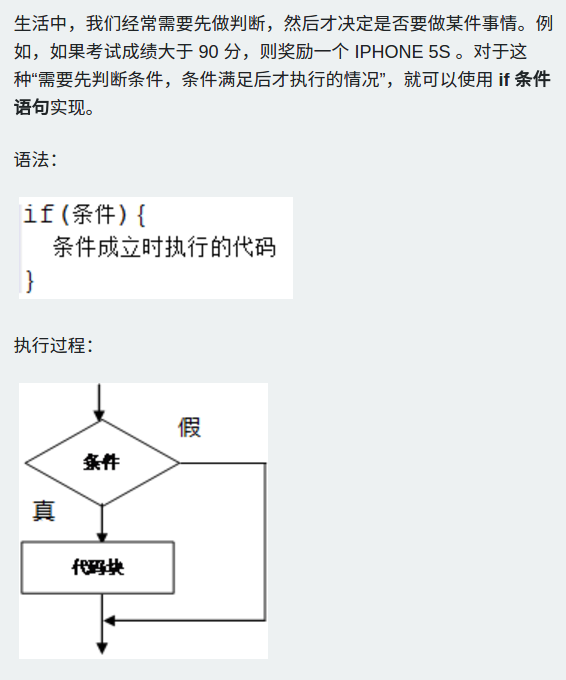 生活中，我们经常需要先做判断，然后才决定是否要做某件事情。例
如，如果考试成绩大于 90 分，则奖励一个 IPHONE 5S 。对于这
种“需要先判断条件，条件满足后才执行的情况”，就可以使用 if 条件
语句实现。
语法：
if(条件){
条件成立时执行的代码
}
执行过程：
假
条件
真
代码块